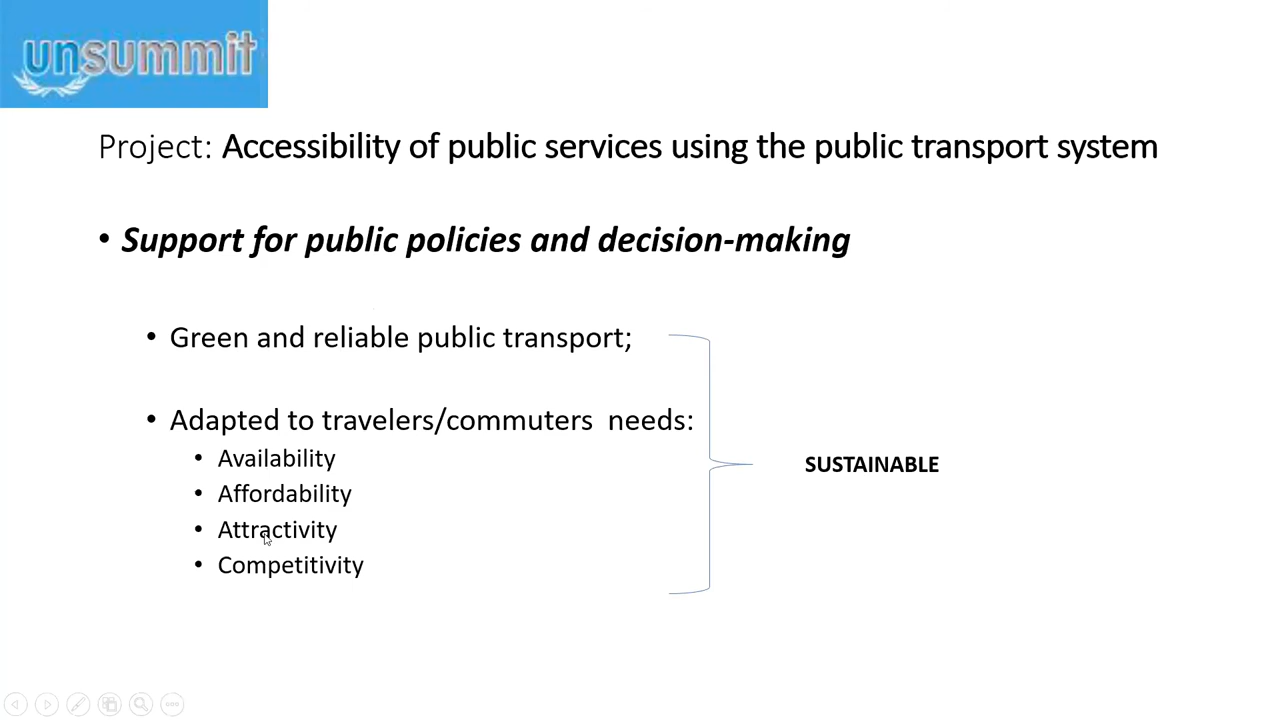 unsummit
Project: Accessibility of public services using the public transport system
• Support for public policies and decision-making
• Green and reliable public transport;
• Adapted to travelers/commuters needs:
• Availability
• Affordability
• Attractivity
• Competitivity
SUSTAINABLE